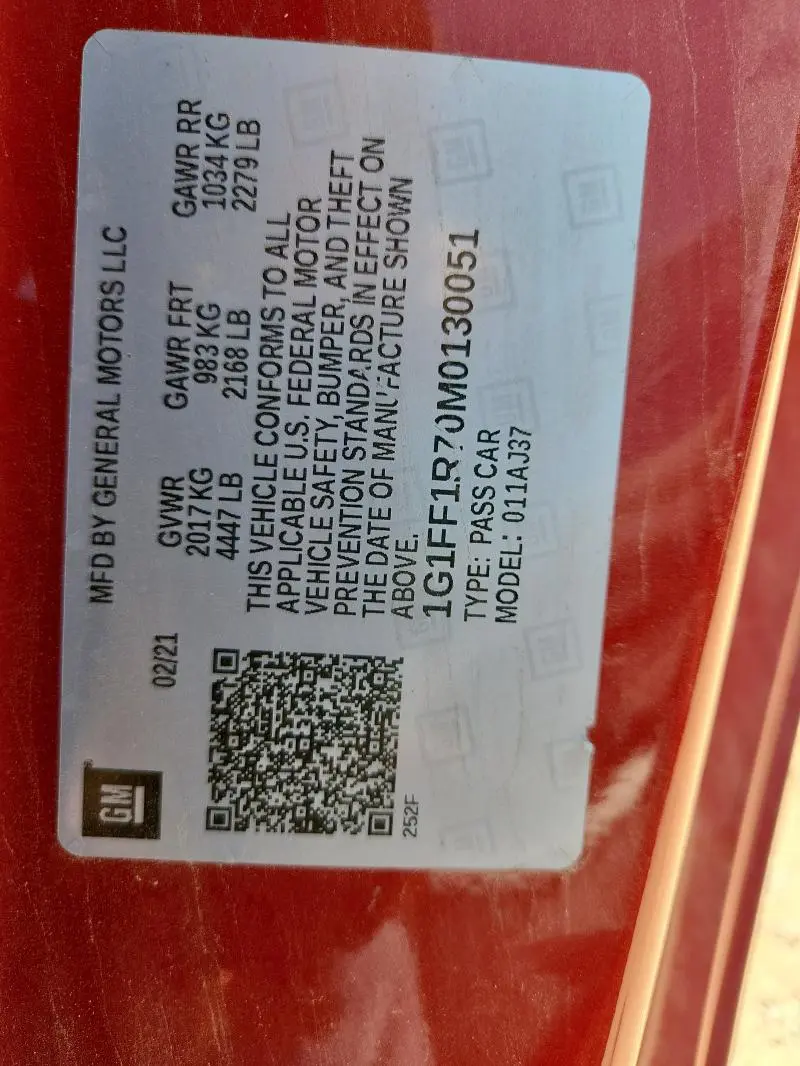 GM
MFD BY GENERAL MOTORS LLC
02/21
GVWR GAWR FRT GAWR RR
2017 KG 983 KG 1034 KG
4447 LB 2168 LB 2279 LB
THIS VEHICLE CONFORMS TO ALL
APPLICABLE U.S. FEDERAL MOTOR
VEHICLE SAFETY, BUMPER, AND THEFT
PREVENTION STANDARDS IN EFFECT ON
THE DATE OF MANUFACTURE SHOWN
ABOVE.
1G1FF1R70M0130051
TYPE: PASS CAR
MODEL: 011AJ37
252F